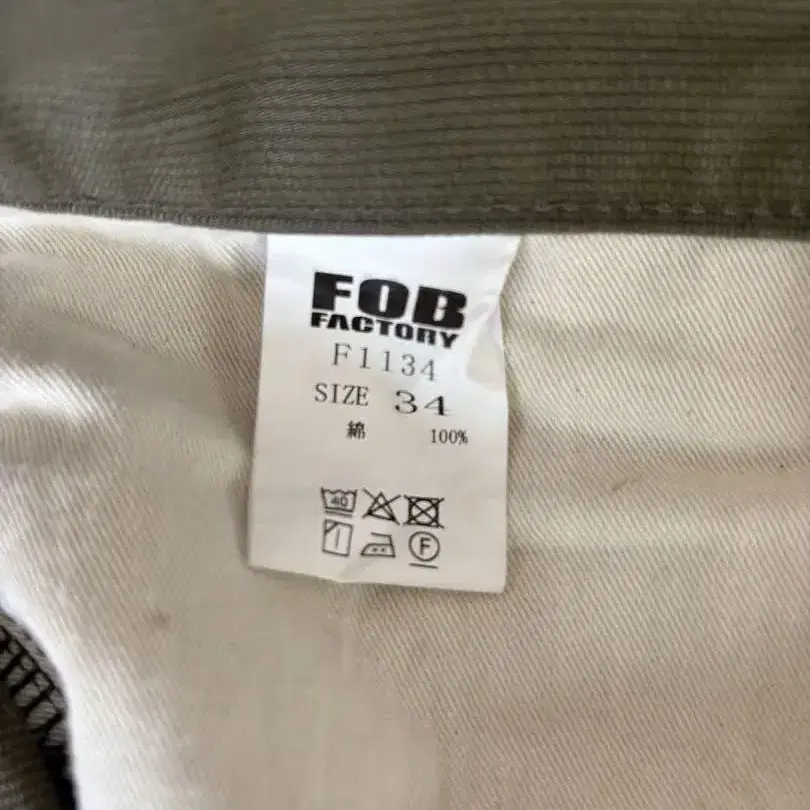 FOB
FACTORY
F1134
SIZE 34
綿 100%
40
F